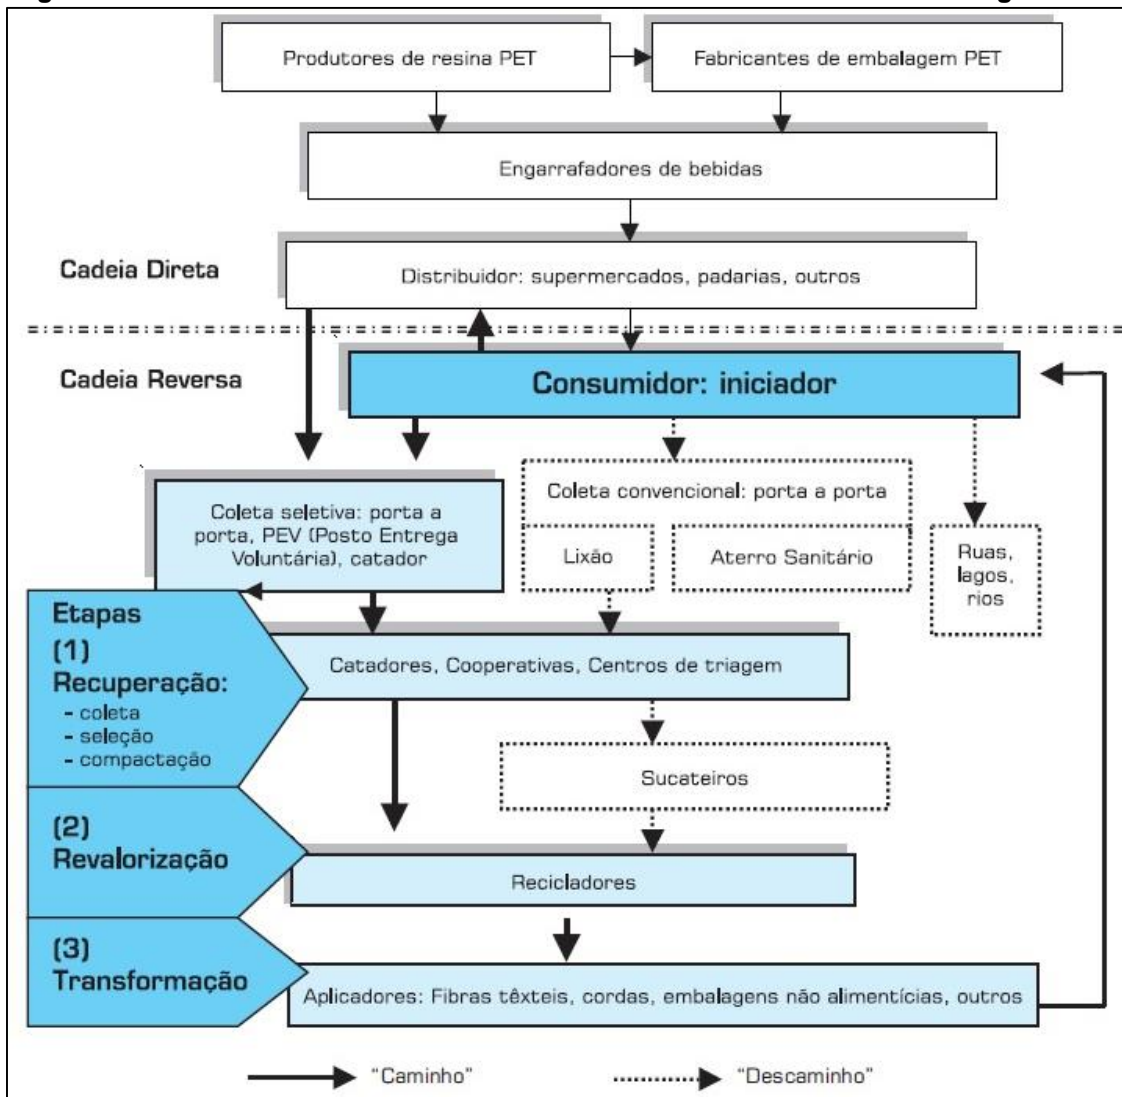 Produtores de resina PET
Fabricantes de embalagem PET
Engarrafadores de bebidas
Cadeia Direta
Distribuidor: supermercados, padarias, outros
Cadeia Reversa
Consumidor: iniciador
Coleta seletiva: porta a
porta, PEV (Posto Entrega
Voluntária), catador
Coleta convencional: porta a porta
Lixão
Aterro Sanitário
Ruas,
lagos,
rios
Etapas
(1)
Recuperação:
- coleta
- seleção
- compactação
Catadores, Cooperativas, Centros de triagem
Sucateiros
(2)
Revalorização
Recicladores
(3)
Transformação
Aplicadores: Fibras têxteis, cordas, embalagens não alimentícias, outros
"Caminho"
"Descaminho"